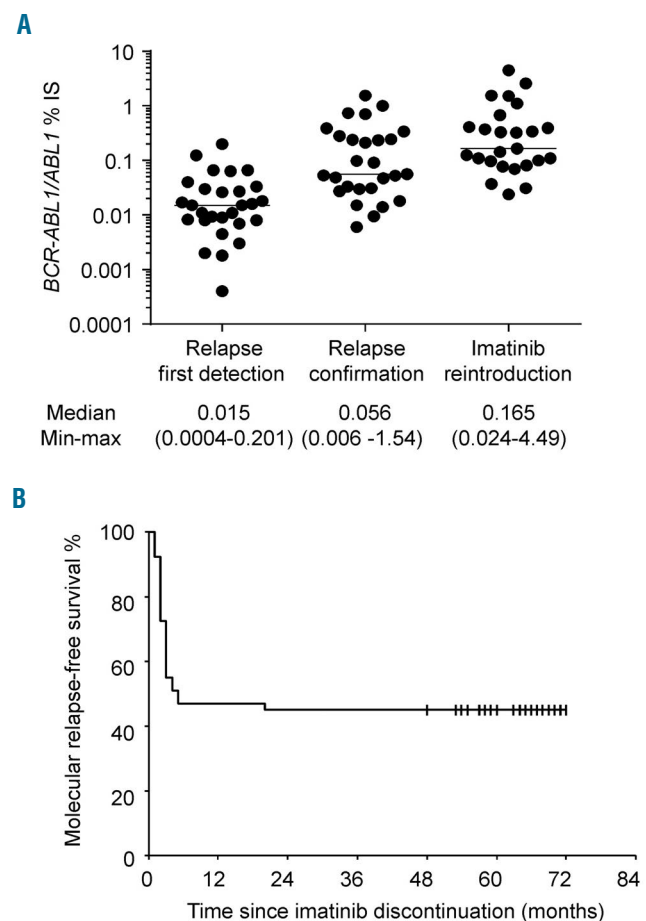 A
BCR-ABL1/ABL1 % IS
10
1
0.1
0.01
0.001
0.0001
Relapse first detection
Relapse confirmation
Imatinib reintroduction
Median 0.015 0.056 0.165
Min-max (0.0004-0.201) (0.006 -1.54) (0.024-4.49)
B
Molecular relapse-free survival %
100
80
60
40
20
0
0 12 24 36 48 60 72 84
Time since imatinib discontinuation (months)